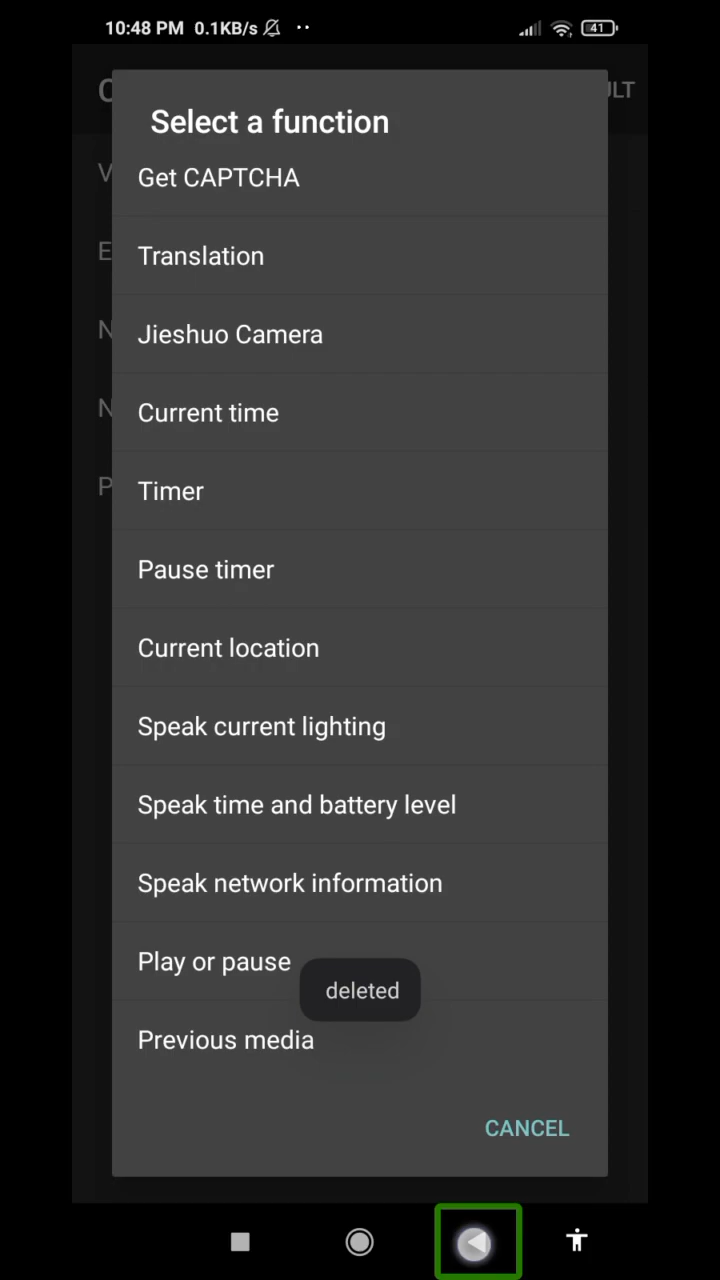 10:48 PM 0.1KB/s 41
C ULT
Select a function
V
Get CAPTCHA
E
Translation
N
Jieshuo Camera
N
Current time
P
Timer
Pause timer
Current location
Speak current lighting
Speak time and battery level
Speak network information
Play or pause
deleted
Previous media
CANCEL